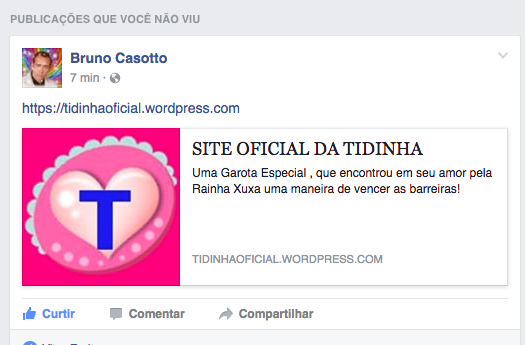 PUBLICAÇÕES QUE VOCÊ NÃO VIU
Bruno Casotto
7 min ·
https://tidinhaoficial.wordpress.com
T
SITE OFICIAL DA TIDINHA
Uma Garota Especial , que encontrou em seu amor pela
Rainha Xuxa uma maneira de vencer as barreiras!
TIDINHAOFICIAL.WORDPRESS.COM
Curtir Comentar Compartilhar